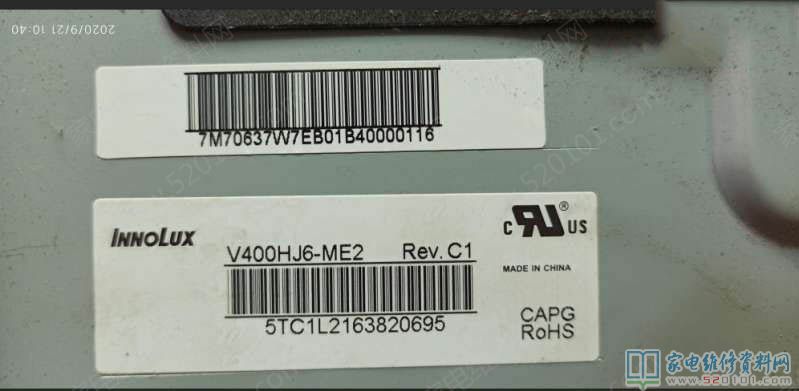 2020/9/21 10:40
7M70637W7EB01B40000116
INNOLUX
V400HJ6-ME2 Rev. C1
5TC1L2163820695
C RU ® US
MADE IN CHINA
CAPG
RoHS
家电维修资料网
www.520101.com